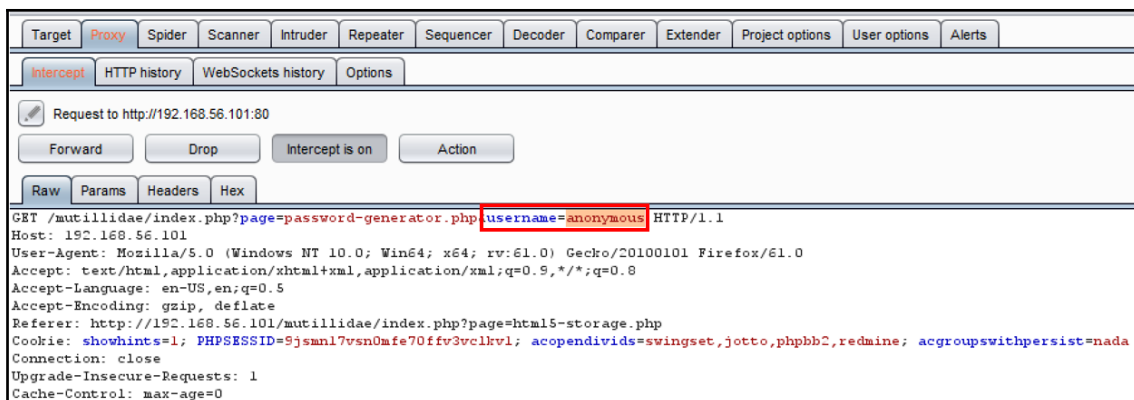 Target Proxy Spider Scanner Intruder Repeater Sequencer Decoder Comparer Extender Project options User options Alerts
Intercept HTTP history WebSockets history Options
Request to http://192.168.56.101:80
Forward Drop Intercept is on Action
Raw Params Headers Hex
GET /mutillidae/index.php?page=password-generator.php&username=anonymous HTTP/1.1
Host: 192.168.56.101
User-Agent: Mozilla/5.0 (Windows NT 10.0; Win64; x64; rv:61.0) Gecko/20100101 Firefox/61.0
Accept: text/html,application/xhtml+xml,application/xml;q=0.9,*/*;q=0.8
Accept-Language: en-US,en;q=0.5
Accept-Encoding: gzip, deflate
Referer: http://192.168.56.101/mutillidae/index.php?page=html5-storage.php
Cookie: showhints=1; PHPSESSID=9jsmnl7vsn0mfe70ffv3vclkv1; acopendivids=swingset,jotto,phpbb2,redmine; acgroupswithpersist=nada
Connection: close
Upgrade-Insecure-Requests: 1
Cache-Control: max-age=0